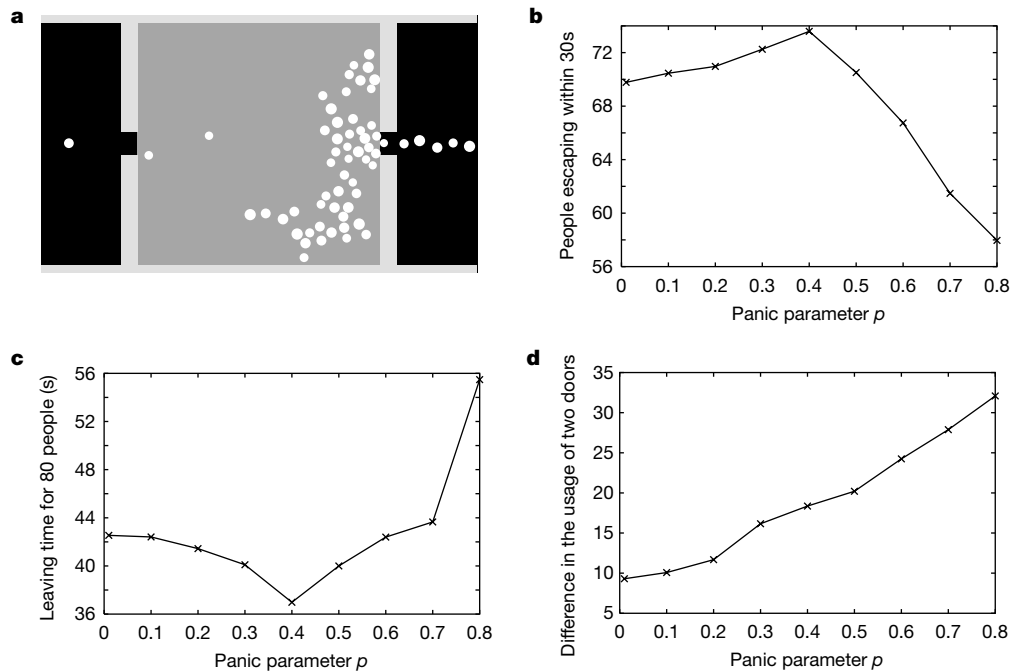 a
b
People escaping within 30s
72
68
64
60
56
0 0.1 0.2 0.3 0.4 0.5 0.6 0.7 0.8
Panic parameter p
c
Leaving time for 80 people (s)
56
52
48
44
40
36
0 0.1 0.2 0.3 0.4 0.5 0.6 0.7 0.8
Panic parameter p
d
Difference in the usage of two doors
35
30
25
20
15
10
5
0 0.1 0.2 0.3 0.4 0.5 0.6 0.7 0.8
Panic parameter p